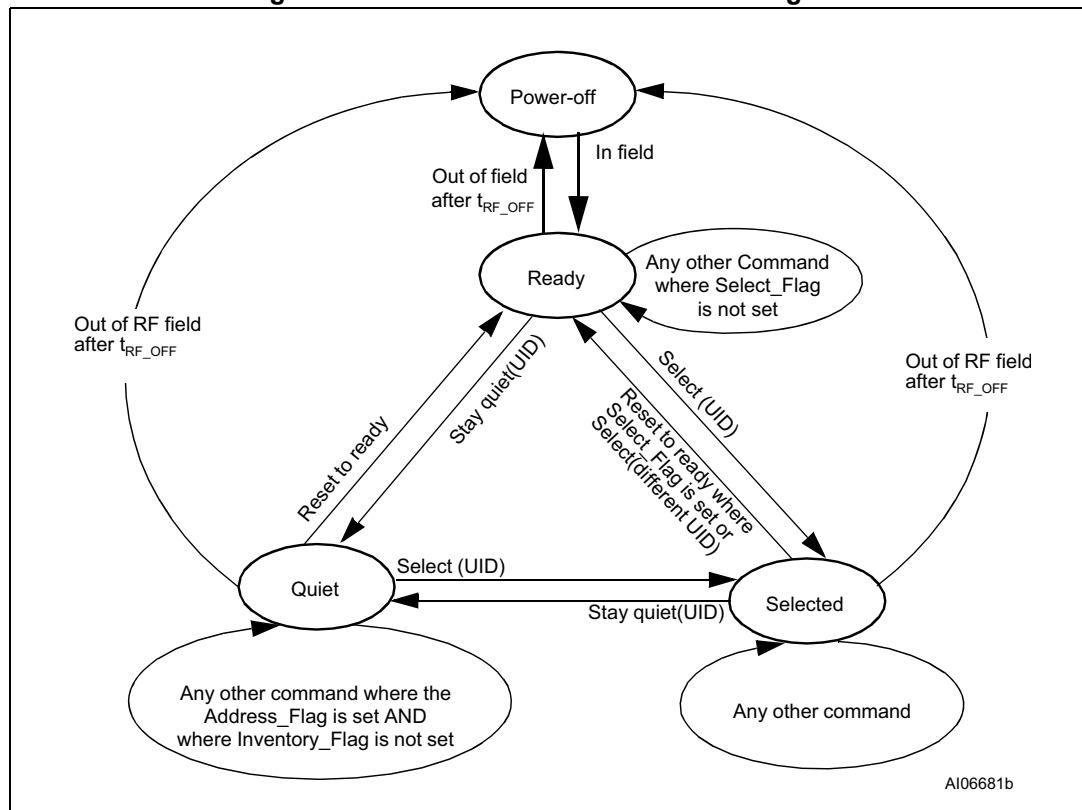 Power-off
In field
Out of field
after tRF_OFF
Ready
Any other Command
where Select_Flag
is not set
Out of RF field
after tRF_OFF
Out of RF field
after tRF_OFF
Reset to ready
Stay quiet(UID)
Select (UID)
Reset to ready where
Select_Flag is set or
Select(different UID)
Quiet
Select (UID)
Stay quiet(UID)
Selected
Any other command where the
Address_Flag is set AND
where Inventory_Flag is not set
Any other command
AI06681b